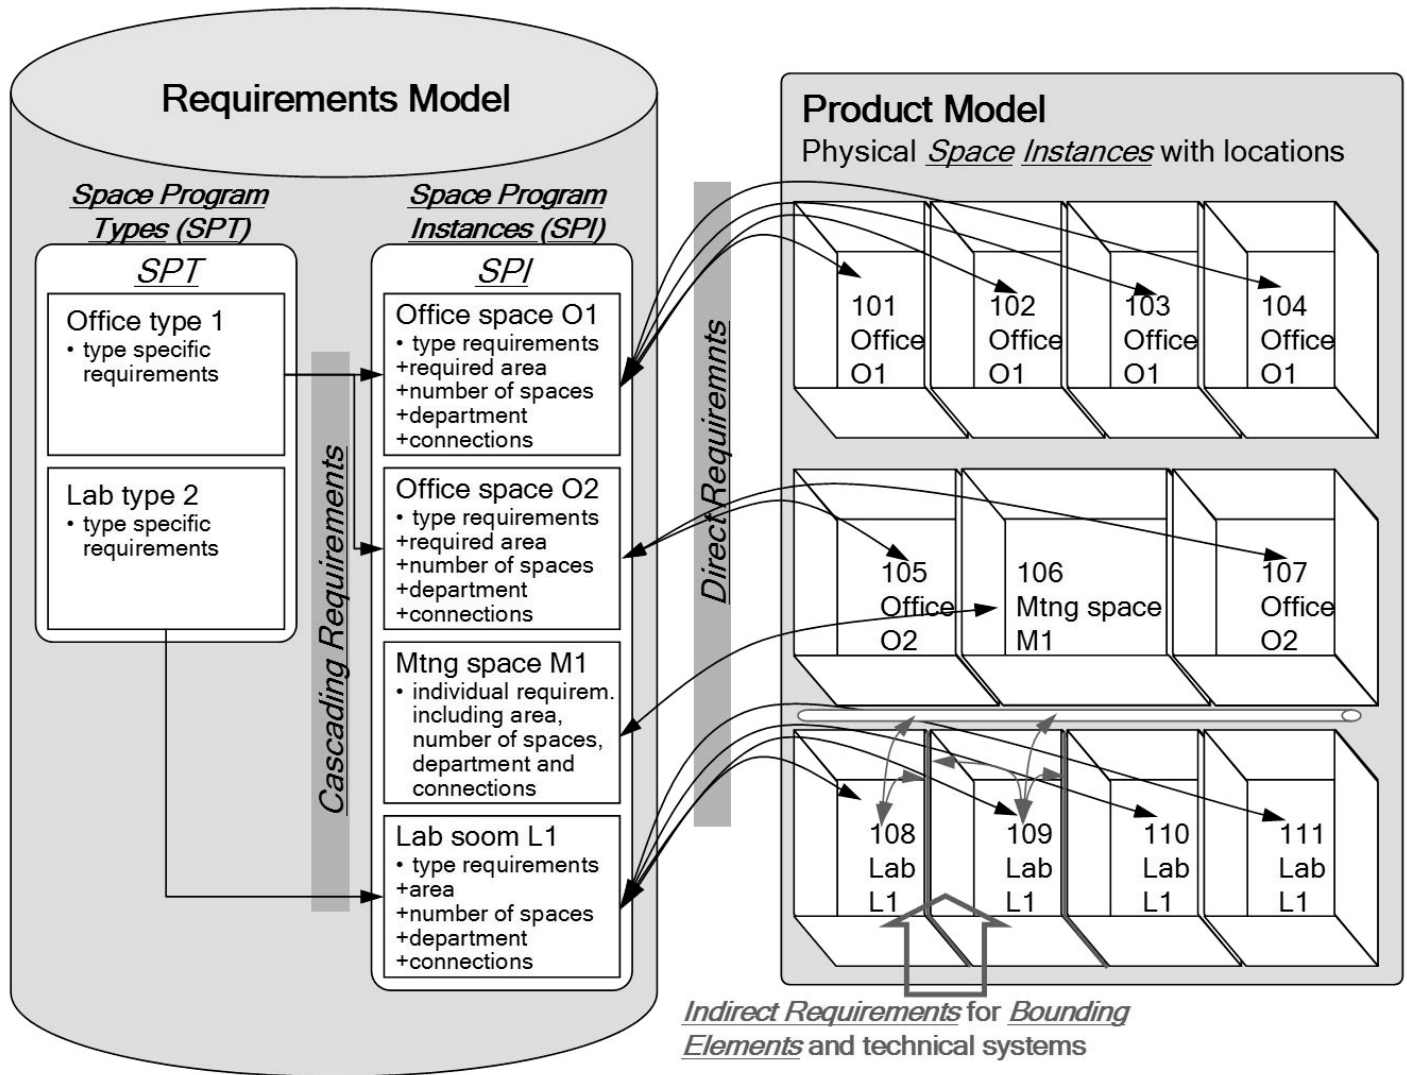 Requirements Model
Space Program
Types (SPT)
SPT
Office type 1
• type specific
requirements
Lab type 2
• type specific
requirements
Cascading Requirements
Space Program
Instances (SPI)
SPI
Office space O1
• type requirements
+required area
+number of spaces
+department
+connections
Office space O2
• type requirements
+required area
+number of spaces
+department
+connections
Mtng space M1
• individual requirem.
including area,
number of spaces,
department and
connections
Lab soom L1
• type requirements
+area
+number of spaces
+department
+connections
Direct Requiremnts
Product Model
Physical Space Instances with locations
101
Office
O1
102
Office
O1
103
Office
O1
104
Office
O1
105
Office
O2
106
Mtng space
M1
107
Office
O2
108
Lab
L1
109
Lab
L1
110
Lab
L1
111
Lab
L1
Indirect Requirements for Bounding
Elements and technical systems